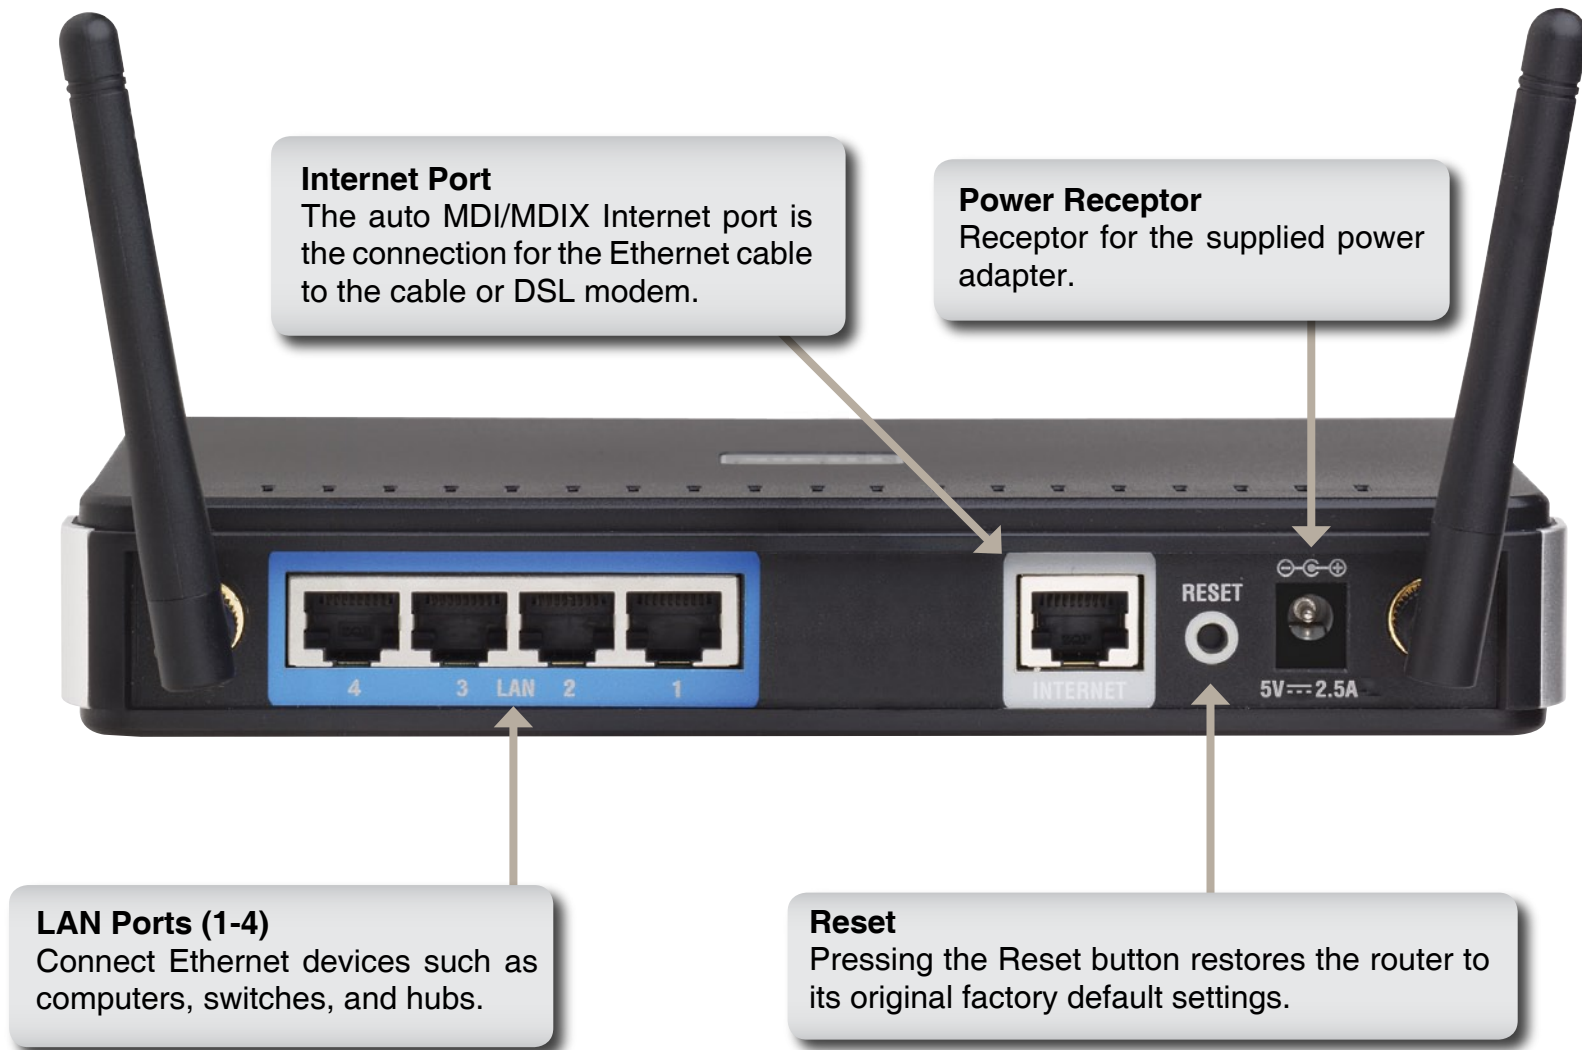 Internet Port
The auto MDI/MDIX Internet port is
the connection for the Ethernet cable
to the cable or DSL modem.
Power Receptor
Receptor for the supplied power
adapter.
RESET
4 3 LAN 2 1
INTERNET
5V⎓2.5A
LAN Ports (1-4)
Connect Ethernet devices such as
computers, switches, and hubs.
Reset
Pressing the Reset button restores the router to
its original factory default settings.